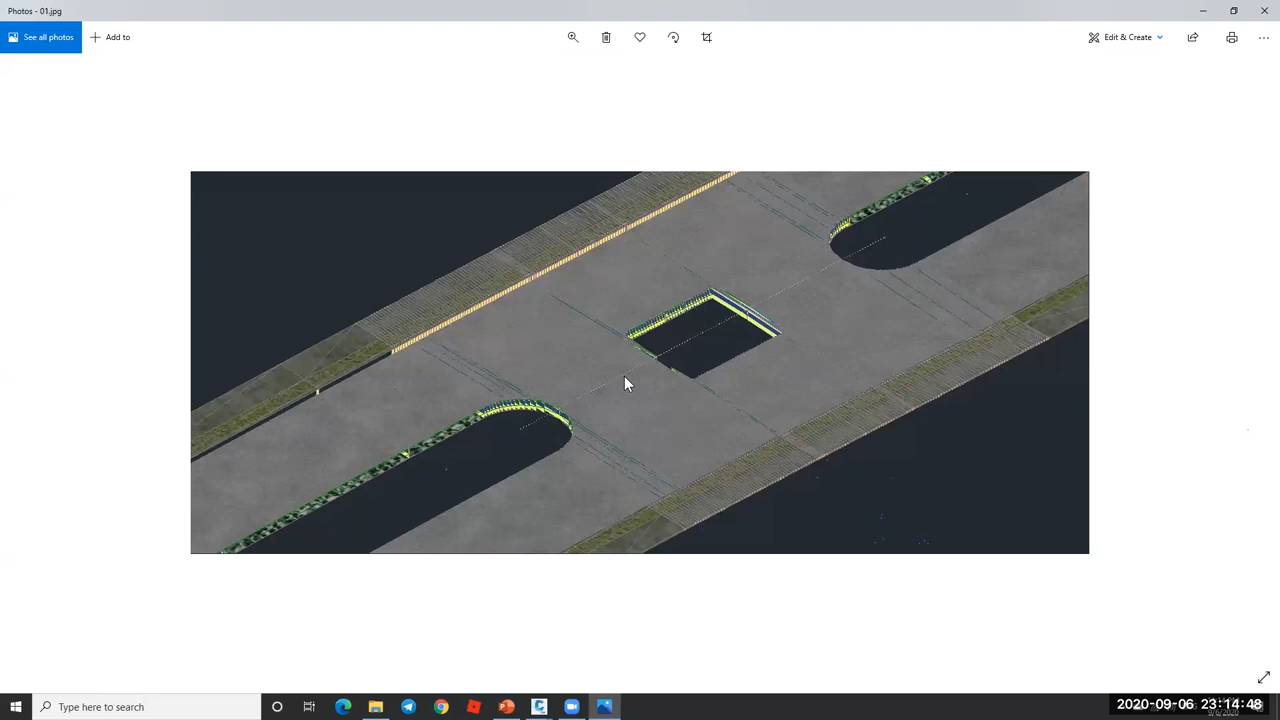 Photos - 01.jpg
See all photos
Add to
Edit & Create
Type here to search
2020-09-06 23:14:48